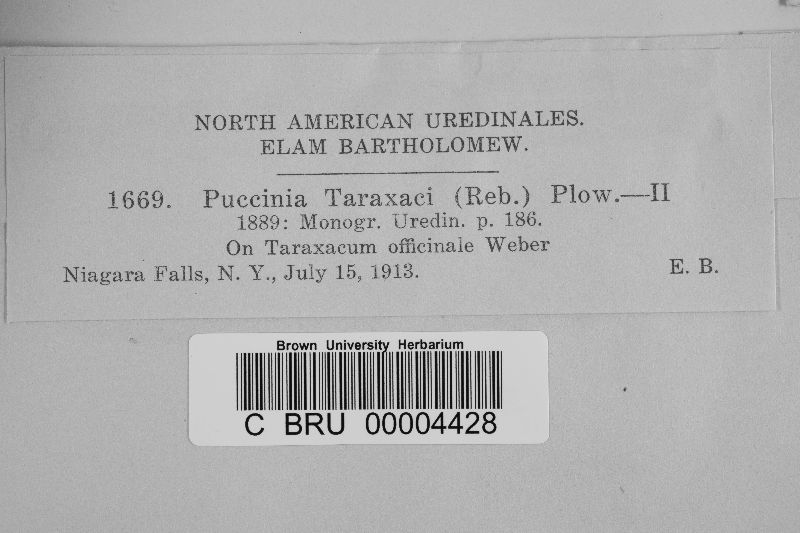 NORTH AMERICAN UREDINALES.
ELAM BARTHOLOMEW.
1669. Puccinia Taraxaci (Reb.) Plow.—II
1889: Monogr. Uredin. p. 186.
On Taraxacum officinale Weber
Niagara Falls, N. Y., July 15, 1913. E. B.
Brown University Herbarium
C BRU 00004428